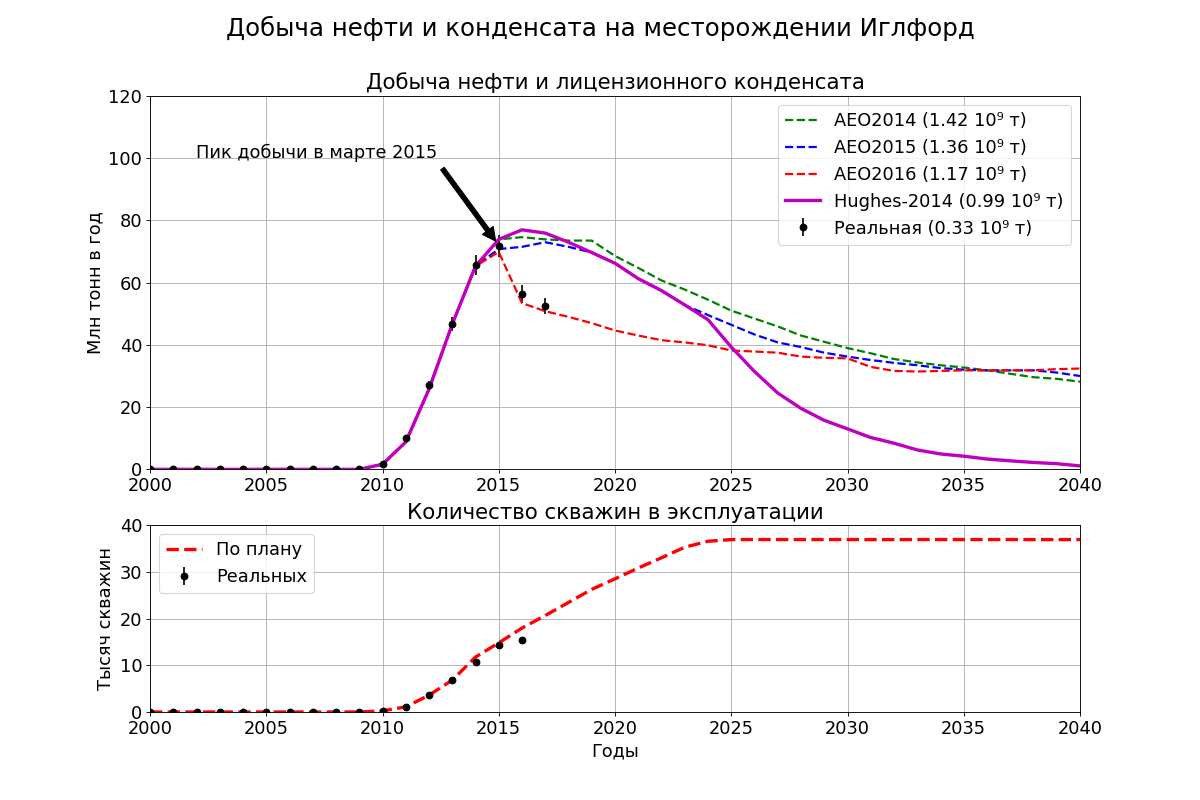 Добыча нефти и конденсата на месторождении Иглфорд
Добыча нефти и лицензионного конденсата
120
100
80
60
40
20
0
Млн тонн в год
Пик добычи в марте 2015
AEO2014 (1.42 10⁹ т)
AEO2015 (1.36 10⁹ т)
AEO2016 (1.17 10⁹ т)
Hughes-2014 (0.99 10⁹ т)
Реальная (0.33 10⁹ т)
2000 2005 2010 2015 2020 2025 2030 2035 2040
Количество скважин в эксплуатации
40
30
20
10
0
Тысяч скважин
По плану
Реальных
2000 2005 2010 2015 2020 2025 2030 2035 2040
Годы